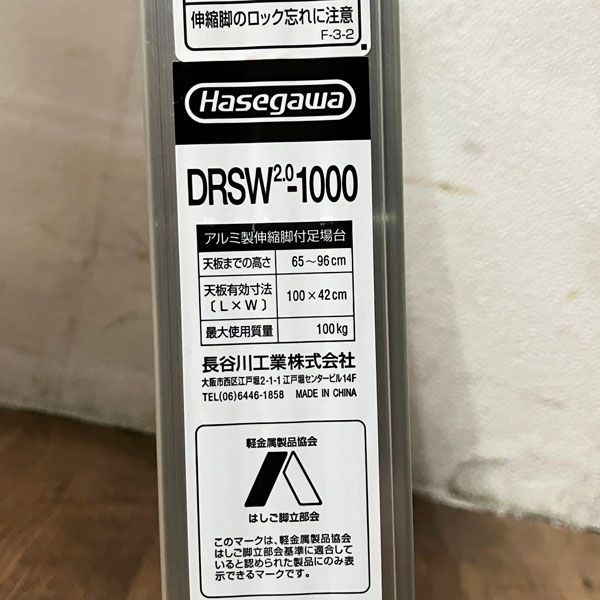 伸縮脚のロック忘れに注意
F-3-2
Hasegawa
DRSW2.0-1000
アルミ製伸縮脚付足場台
天板までの高さ 65～96cm
天板有効寸法 100×42cm
〔L×W〕
最大使用質量 100kg
長谷川工業株式会社
大阪市西区江戸堀2-1-1 江戸堀センタービル14F
TEL(06)6446-1858 MADE IN CHINA
軽金属製品協会
はしご脚立部会
このマークは、軽金属製品協会
はしご脚立部会基準に適合して
いると認められた製品にのみ表
示できるマークです。